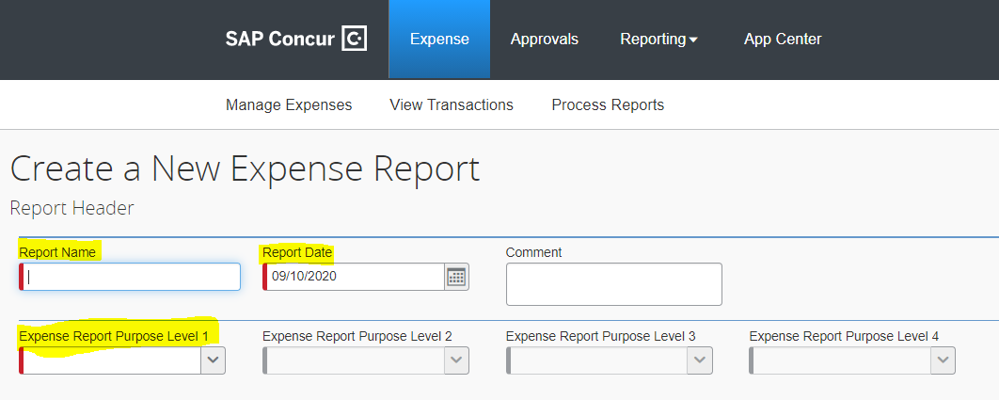 SAP Concur Expense Approvals Reporting App Center
Manage Expenses View Transactions Process Reports
Create a New Expense Report
Report Header
Report Name Report Date Comment
09/10/2020
Expense Report Purpose Level 1 Expense Report Purpose Level 2 Expense Report Purpose Level 3 Expense Report Purpose Level 4